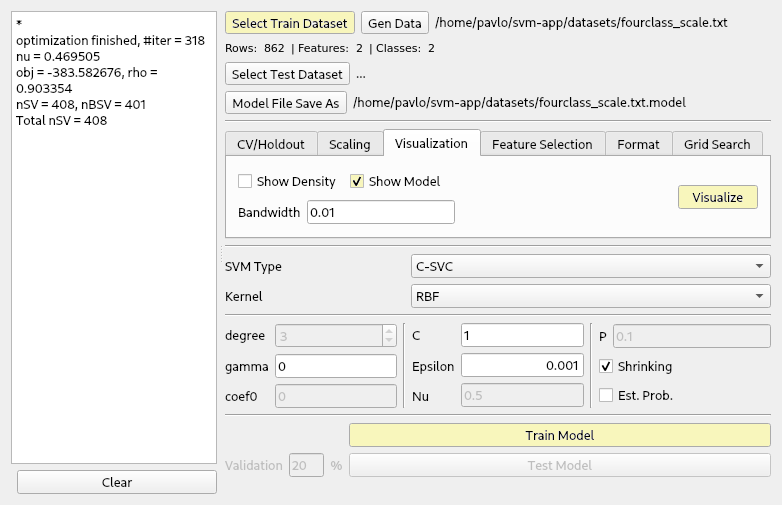 *
optimization finished, #iter = 318
nu = 0.469505
obj = -383.582676, rho =
0.903354
nSV = 408, nBSV = 401
Total nSV = 408
Clear
Select Train Dataset Gen Data /home/pavlo/svm-app/datasets/fourclass_scale.txt
Rows: 862 | Features: 2 | Classes: 2
Select Test Dataset ...
Model File Save As /home/pavlo/svm-app/datasets/fourclass_scale.txt.model
CV/Holdout Scaling Visualization Feature Selection Format Grid Search
Show Density Show Model
Visualize
Bandwidth 0.01
SVM Type C-SVC
Kernel RBF
degree 3 C 1 P 0.1
gamma 0 Epsilon 0.001 Shrinking
coef0 0 Nu 0.5 Est. Prob.
Train Model
Validation 20 % Test Model